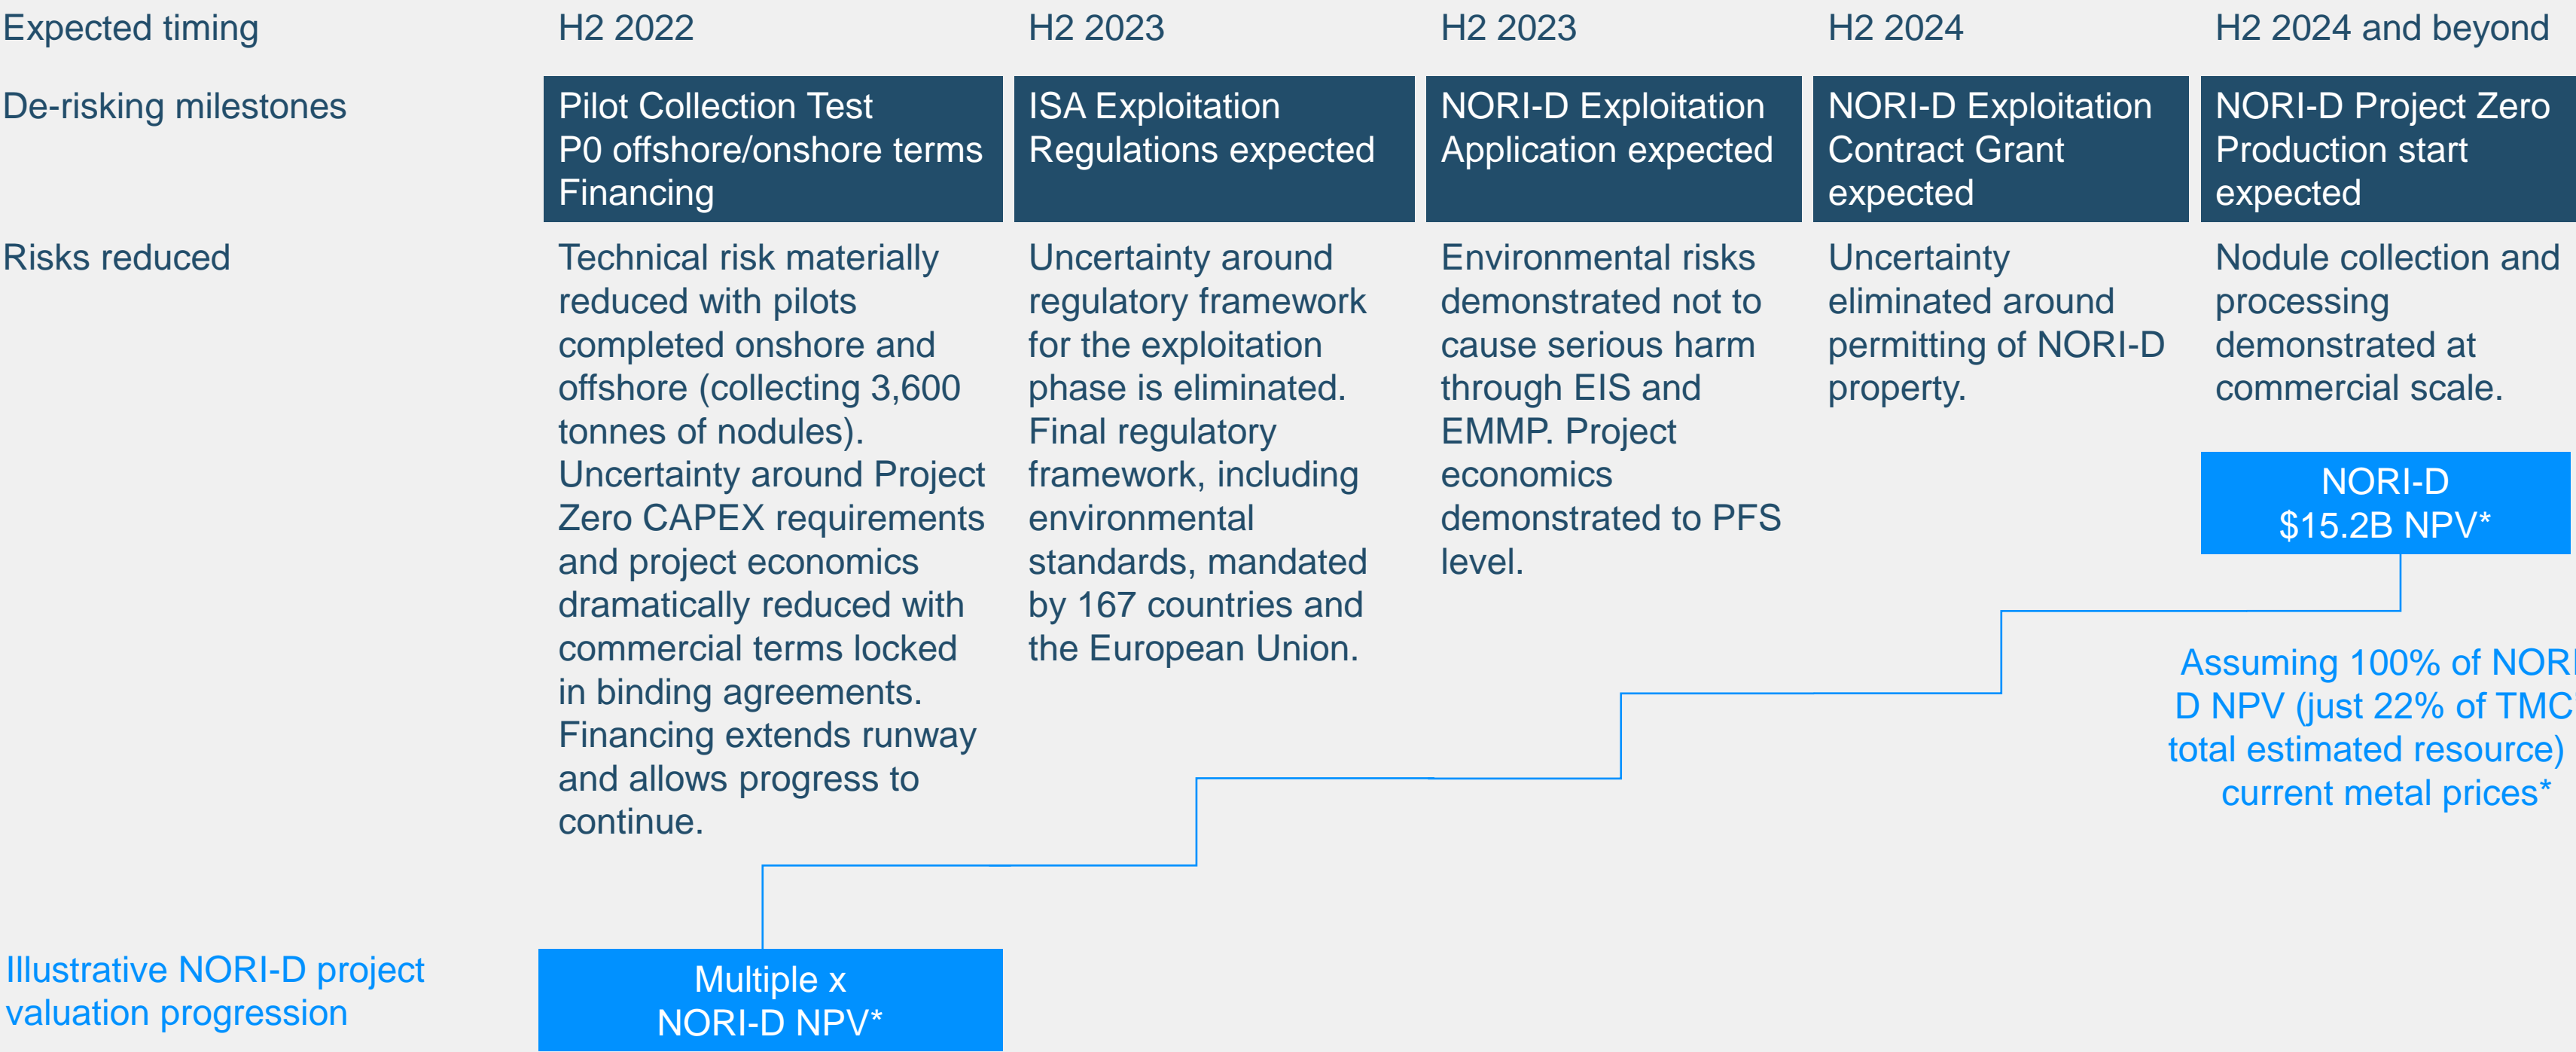 Expected timing
H2 2022
H2 2023
H2 2023
H2 2024
H2 2024 and beyond
De-risking milestones
Pilot Collection Test
P0 offshore/onshore terms
Financing
ISA Exploitation
Regulations expected
NORI-D Exploitation
Application expected
NORI-D Exploitation
Contract Grant
expected
NORI-D Project Zero
Production start
expected
Risks reduced
Technical risk materially
reduced with pilots
completed onshore and
offshore (collecting 3,600
tonnes of nodules).
Uncertainty around Project
Zero CAPEX requirements
and project economics
dramatically reduced with
commercial terms locked
in binding agreements.
Financing extends runway
and allows progress to
continue.
Uncertainty around
regulatory framework
for the exploitation
phase is eliminated.
Final regulatory
framework, including
environmental
standards, mandated
by 167 countries and
the European Union.
Environmental risks
demonstrated not to
cause serious harm
through EIS and
EMMP. Project
economics
demonstrated to PFS
level.
Uncertainty
eliminated around
permitting of NORI-D
property.
Nodule collection and
processing
demonstrated at
commercial scale.
NORI-D
$15.2B NPV*
Assuming 100% of NORI
D NPV (just 22% of TMC
total estimated resource)
current metal prices*
Illustrative NORI-D project
valuation progression
Multiple x
NORI-D NPV*